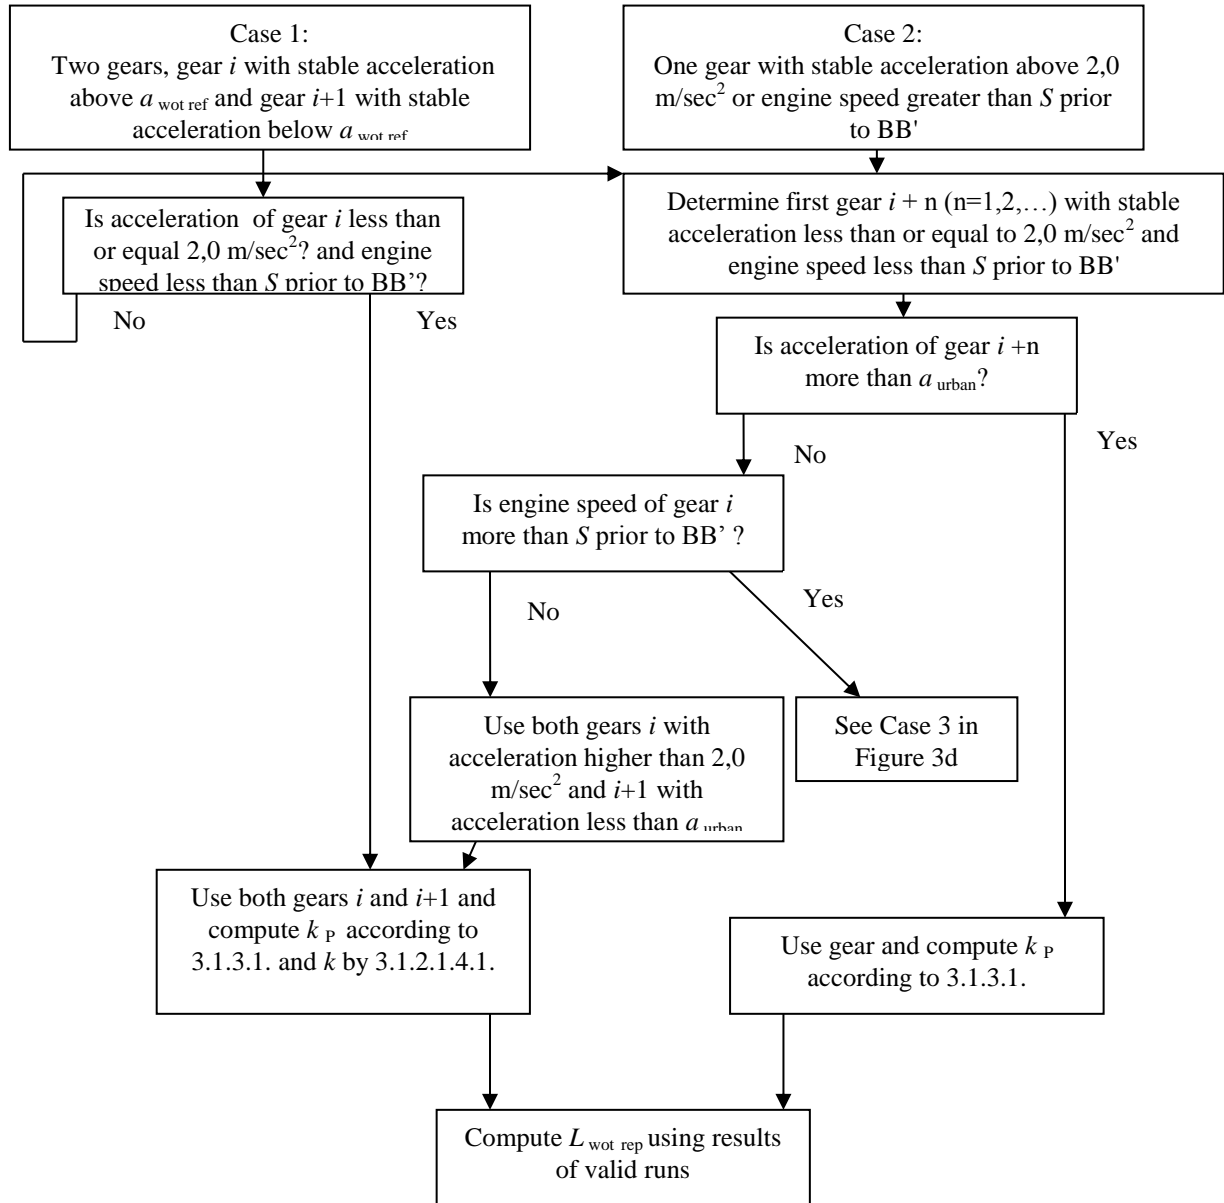 Case 1:
Two gears, gear i with stable acceleration
above a wot ref and gear i+1 with stable
acceleration below a wot ref
Case 2:
One gear with stable acceleration above 2,0
m/sec² or engine speed greater than S prior
to BB'
Is acceleration of gear i less than
or equal 2,0 m/sec²? and engine
speed less than S prior to BB’?
Determine first gear i + n (n=1,2,…) with stable
acceleration less than or equal to 2,0 m/sec² and
engine speed less than S prior to BB'
No
Yes
Is acceleration of gear i +n
more than a urban?
No
Yes
Is engine speed of gear i
more than S prior to BB’ ?
No
Yes
Use both gears i with
acceleration higher than 2,0
m/sec² and i+1 with
acceleration less than a urban
See Case 3 in
Figure 3d
Use both gears i and i+1 and
compute k P according to
3.1.3.1. and k by 3.1.2.1.4.1.
Use gear and compute k P
according to 3.1.3.1.
Compute L wot rep using results
of valid runs